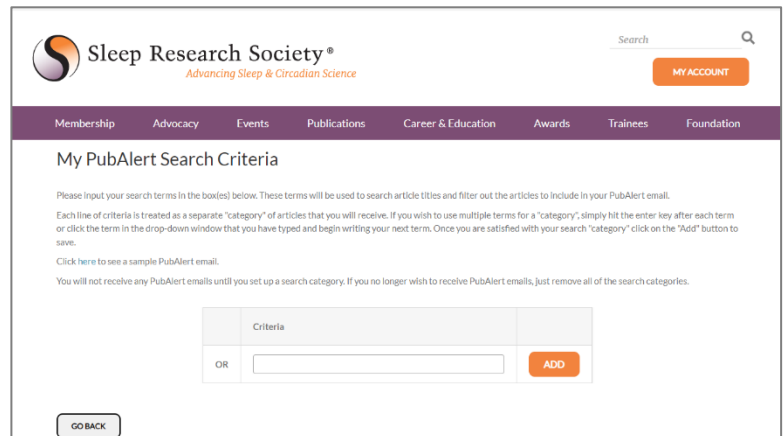 Sleep Research Society®
Advancing Sleep & Circadian Science
Search
MY ACCOUNT
Membership Advocacy Events Publications Career & Education Awards Trainees Foundation
My PubAlert Search Criteria
Please input your search terms in the box(es) below. These terms will be used to search article titles and filter out the articles to include in your PubAlert email.
Each line of criteria is treated as a separate "category" of articles that you will receive. If you wish to use multiple terms for a "category", simply hit the enter key after each term
or click the term in the drop-down window that you have typed and begin writing your next term. Once you are satisfied with your search "category" click on the "Add" button to
save.
Click here to see a sample PubAlert email.
You will not receive any PubAlert emails until you set up a search category. If you no longer wish to receive PubAlert emails, just remove all of the search categories.
Criteria
OR ADD
GO BACK